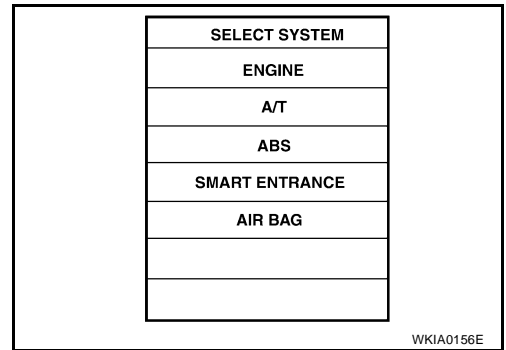 SELECT SYSTEM
ENGINE
A/T
ABS
SMART ENTRANCE
AIR BAG
WKIA0156E